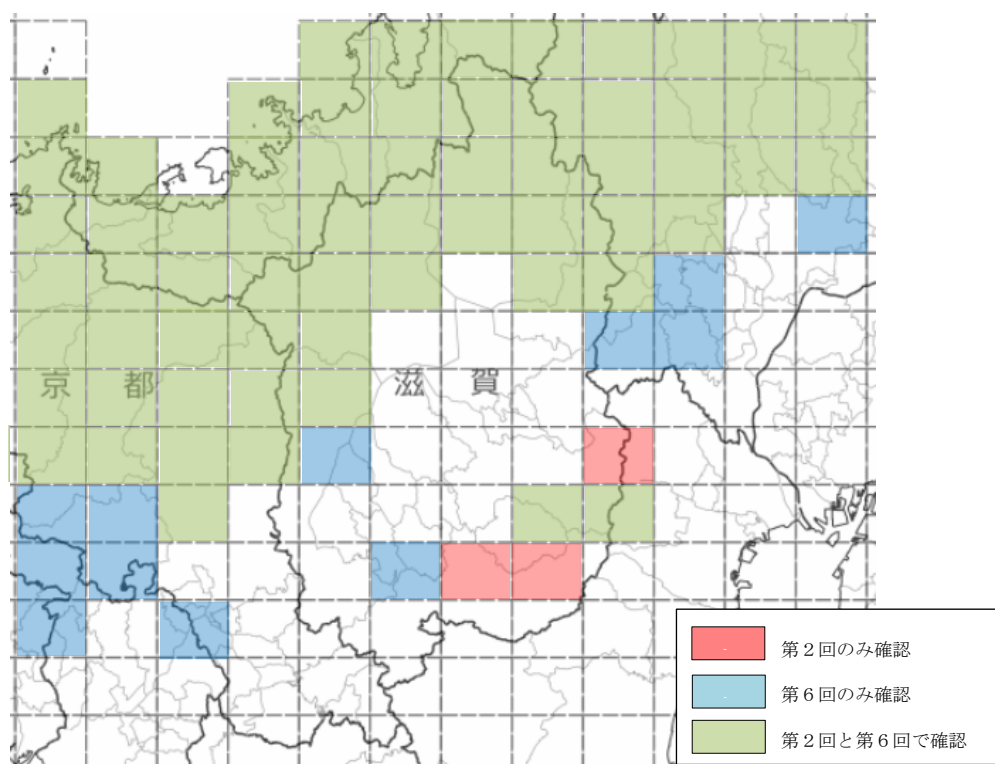 京 都
滋 賀
第２回のみ確認
第６回のみ確認
第２回と第６回で確認